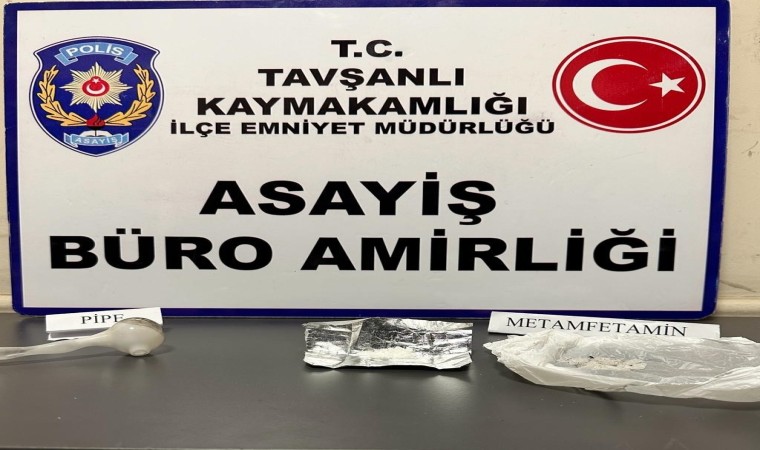 POLİS
ASAYİŞ
T.C.
TAVŞANLI
KAYMAKAMLIĞI
İLÇE EMNİYET MÜDÜRLÜĞÜ
ASAYİŞ
BÜRO AMİRLİĞİ
PİPE
METAMFETAMİN